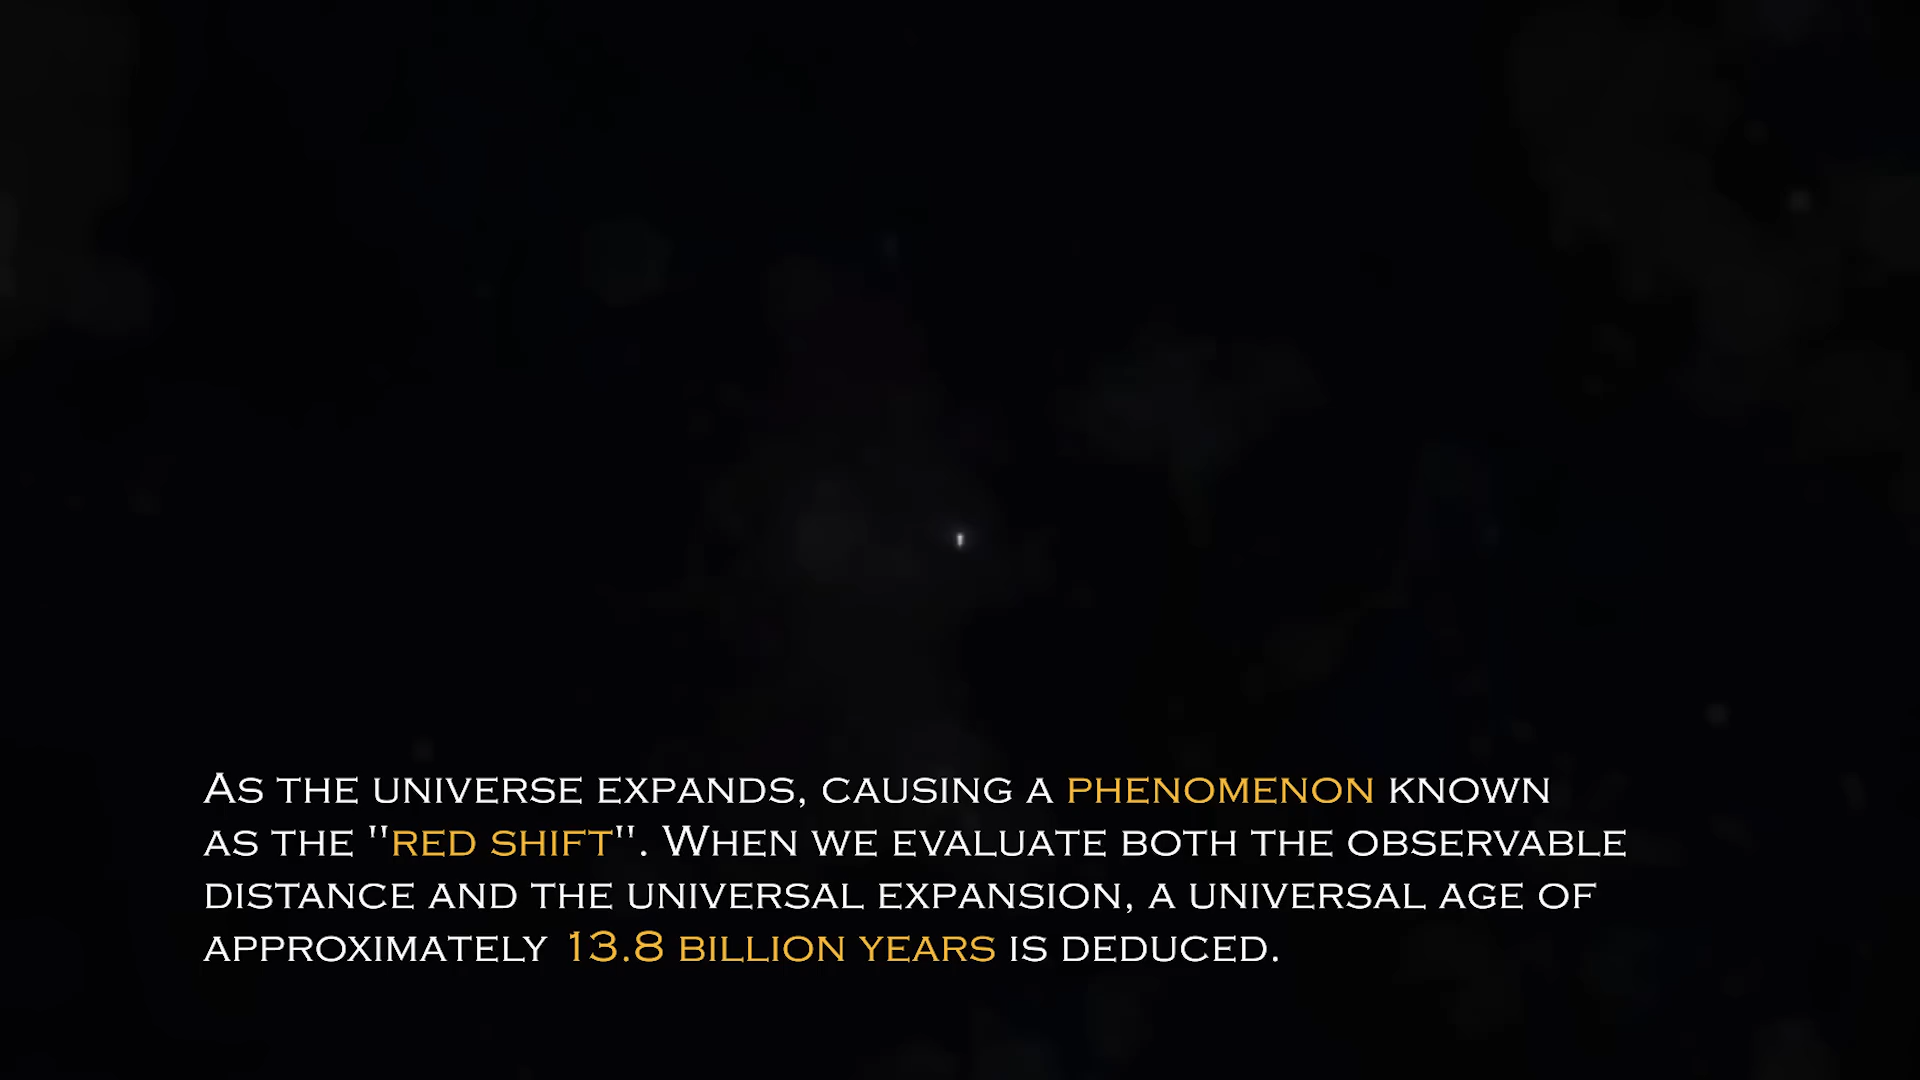 As the universe expands, causing a phenomenon known
as the "red shift". When we evaluate both the observable
distance and the universal expansion, a universal age of
approximately 13.8 billion years is deduced.